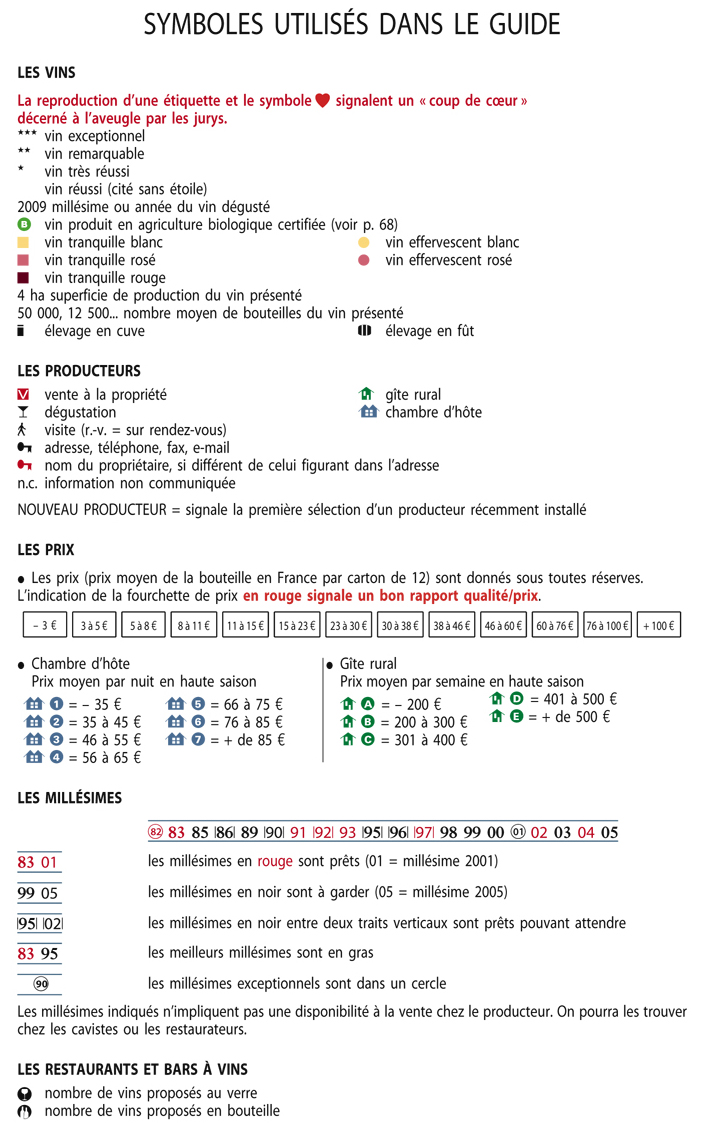 SYMBOLES UTILISÉS DANS LE GUIDE
LES VINS
La reproduction d’une étiquette et le symbole ♥ signalent un « coup de cœur »
décerné à l’aveugle par les jurys.
*** vin exceptionnel
** vin remarquable
* vin très réussi
vin réussi (cité sans étoile)
2009 millésime ou année du vin dégusté
B vin produit en agriculture biologique certifiée (voir p. 68)
vin tranquille blanc vin effervescent blanc
vin tranquille rosé vin effervescent rosé
vin tranquille rouge
4 ha superficie de production du vin présenté
50 000, 12 500... nombre moyen de bouteilles du vin présenté
élevage en cuve élevage en fût
LES PRODUCTEURS
V vente à la propriété gîte rural
dégustation chambre d’hôte
visite (r.-v. = sur rendez-vous)
adresse, téléphone, fax, e-mail
nom du propriétaire, si différent de celui figurant dans l’adresse
n.c. information non communiquée
NOUVEAU PRODUCTEUR = signale la première sélection d’un producteur récemment installé
LES PRIX
● Les prix (prix moyen de la bouteille en France par carton de 12) sont donnés sous toutes réserves.
L’indication de la fourchette de prix en rouge signale un bon rapport qualité/prix.
– 3 € 3 à 5 € 5 à 8 € 8 à 11 € 11 à 15 € 15 à 23 € 23 à 30 € 30 à 38 € 38 à 46 € 46 à 60 € 60 à 76 € 76 à 100 € + 100 €
● Chambre d’hôte
Prix moyen par nuit en haute saison
1 = – 35 € 5 = 66 à 75 €
2 = 35 à 45 € 6 = 76 à 85 €
3 = 46 à 55 € 7 = + de 85 €
4 = 56 à 65 €
● Gîte rural
Prix moyen par semaine en haute saison
A = – 200 € D = 401 à 500 €
B = 200 à 300 € E = + de 500 €
C = 301 à 400 €
LES MILLÉSIMES
82 83 85 |86| 89 |90| 91 |92| 93 |95| |96| |97| 98 99 00 01 02 03 04 05
83 01 les millésimes en rouge sont prêts (01 = millésime 2001)
99 05 les millésimes en noir sont à garder (05 = millésime 2005)
|95| |02| les millésimes en noir entre deux traits verticaux sont prêts pouvant attendre
83 95 les meilleurs millésimes sont en gras
90 les millésimes exceptionnels sont dans un cercle
Les millésimes indiqués n’impliquent pas une disponibilité à la vente chez le producteur. On pourra les trouver
chez les cavistes ou les restaurateurs.
LES RESTAURANTS ET BARS À VINS
nombre de vins proposés au verre
nombre de vins proposés en bouteille